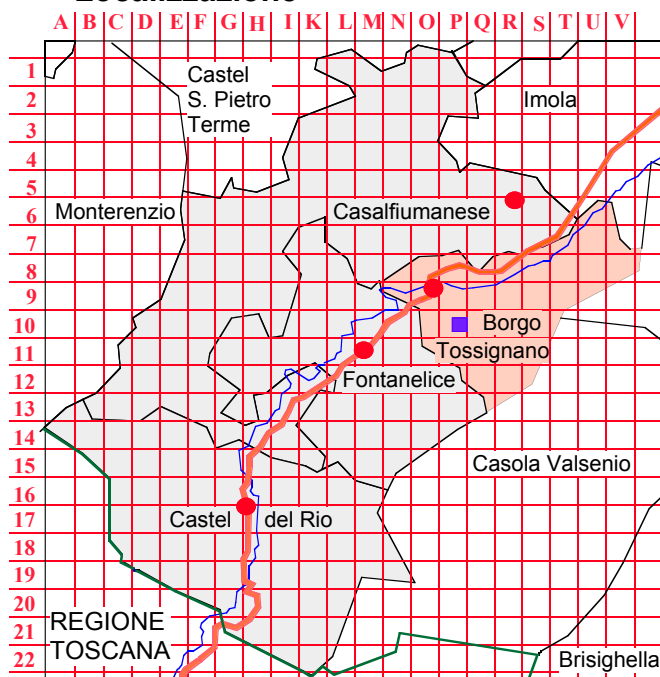 Localizzazione
A B C D E F G H I K L M N O P Q R S T U V
1
2
3
4
5
6
7
8
9
10
11
12
13
14
15
16
17
18
19
20
21
22
Castel
S. Pietro
Terme
Imola
Monterenzio
Casalfiumanese
Borgo
Tossignano
Fontanelice
Casola Valsenio
Castel del Rio
REGIONE
TOSCANA
Brisighella